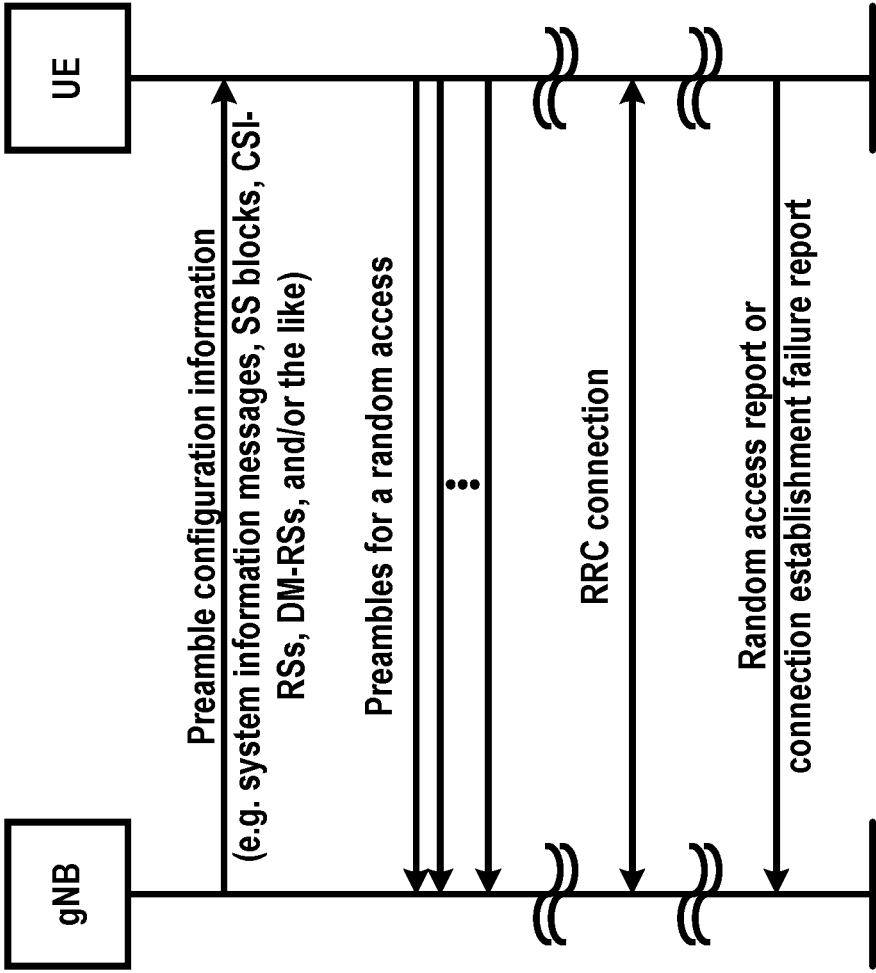 gNB
UE
Preamble configuration information
(e.g. system information messages, SS blocks, CSI-
RSs, DM-RSs, and/or the like)
Preambles for a random access
RRC connection
Random access report or
connection establishment failure report